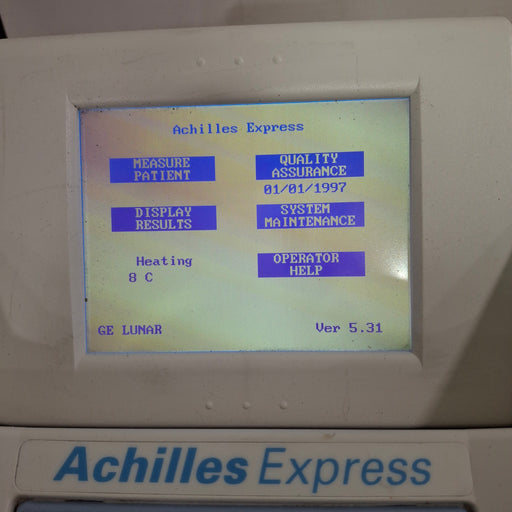 Achilles Express
MEASURE
PATIENT
QUALITY
ASSURANCE
01/01/1997
DISPLAY
RESULTS
SYSTEM
MAINTENANCE
Heating
8 C
OPERATOR
HELP
GE LUNAR
Ver 5.31
Achilles Express